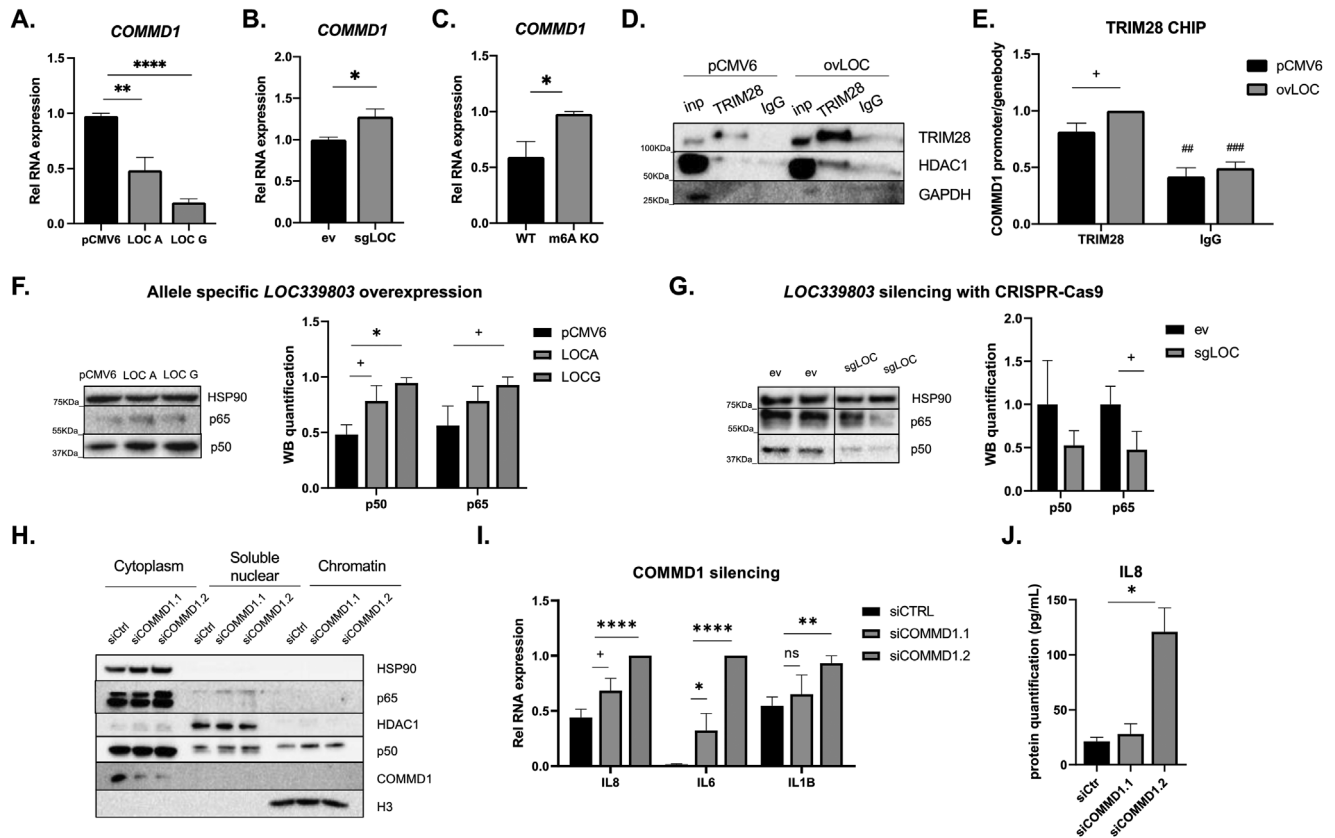 A.
COMMD1
Rel RNA expression
1.5
1.0
0.5
0.0
****
**
pCMV6 LOC A LOC G
B.
COMMD1
Rel RNA expression
2.0
1.5
1.0
0.5
0.0
*
ev sgLOC
C.
COMMD1
Rel RNA expression
1.5
1.0
0.5
0.0
*
WT m6A KO
D.
pCMV6 ovLOC
inp TRIM28 IgG inp TRIM28 IgG
100KDa TRIM28
50KDa HDAC1
25KDa GAPDH
E.
TRIM28 CHIP
COMMD1 promoter/genebody
1.5
1.0
0.5
0.0
+
## ###
TRIM28 IgG
pCMV6
ovLOC
F.
Allele specific LOC339803 overexpression
pCMV6 LOC A LOC G
75KDa HSP90
55KDa p65
37KDa p50
WB quantification
1.5
1.0
0.5
0.0
* +
+
p50 p65
pCMV6
LOCA
LOCG
G.
LOC339803 silencing with CRISPR-Cas9
ev ev sgLOC sgLOC
75KDa HSP90
55KDa p65
37KDa p50
WB quantification
2.0
1.5
1.0
0.5
0.0
+
p50 p65
ev
sgLOC
H.
Cytoplasm Soluble nuclear Chromatin
siCtrl siCOMMD1.1 siCOMMD1.2 siCtrl siCOMMD1.1 siCOMMD1.2 siCtrl siCOMMD1.1 siCOMMD1.2
HSP90
p65
HDAC1
p50
COMMD1
H3
I.
COMMD1 silencing
Rel RNA expression
1.5
1.0
0.5
0.0
**** **** **
+ * ns
IL8 IL6 IL1B
siCTRL
siCOMMD1.1
siCOMMD1.2
J.
IL8
protein quantification (pg/mL)
150
100
50
0
*
siCtr siCOMMD1.1 siCOMMD1.2